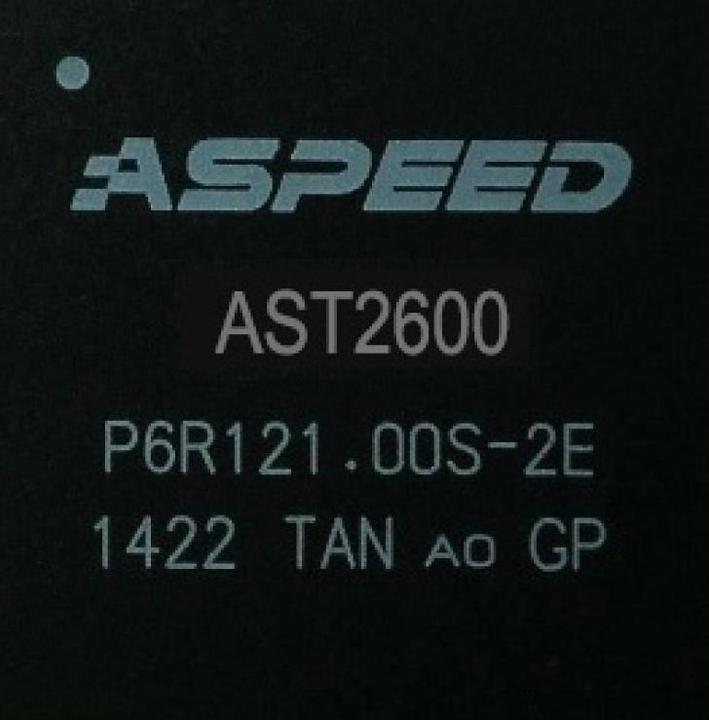 ASPEED
AST2600
P6R121.00S-2E
1422 TAN A0 GP